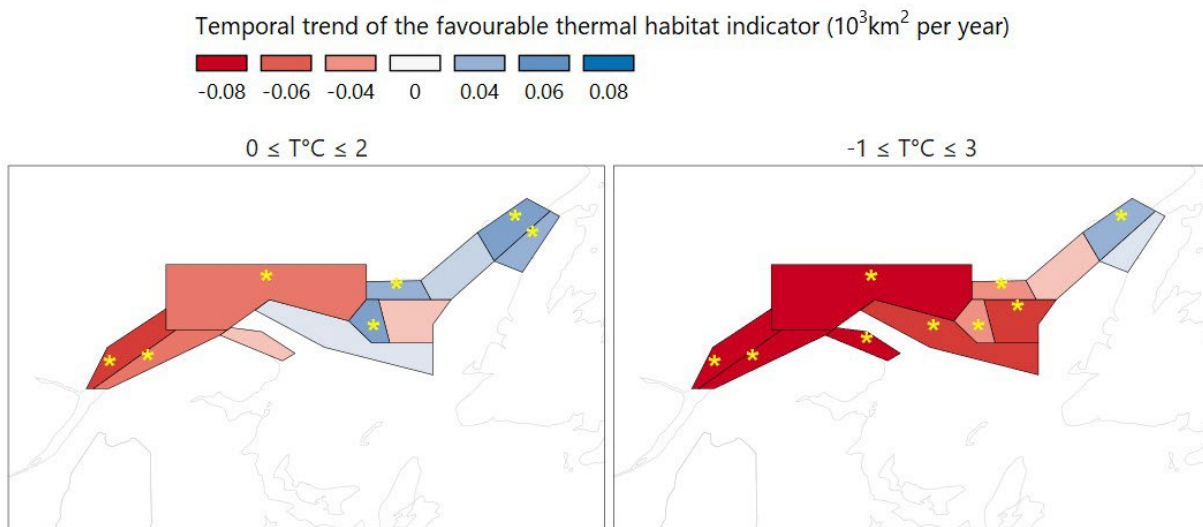 Temporal trend of the favourable thermal habitat indicator (10³km² per year)
-0.08 -0.06 -0.04 0 0.04 0.06 0.08
0 ≤ T°C ≤ 2 -1 ≤ T°C ≤ 3